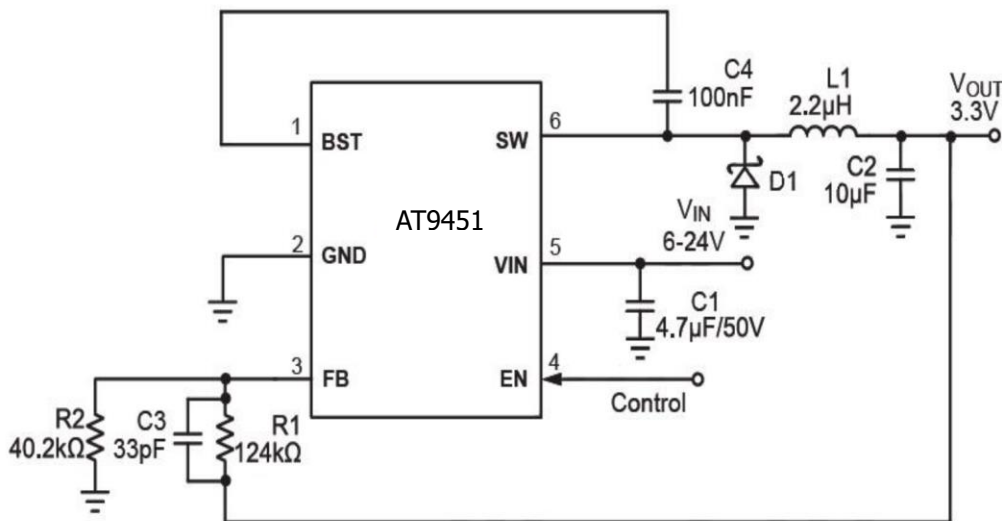 C4
100nF
L1
2.2µH
VOUT
3.3V
1
BST
SW
6
D1
C2
10µF
AT9451
VIN
6-24V
2
GND
VIN
5
C1
4.7µF/50V
3
FB
EN
4
Control
R2
40.2kΩ
C3
33pF
R1
124kΩ